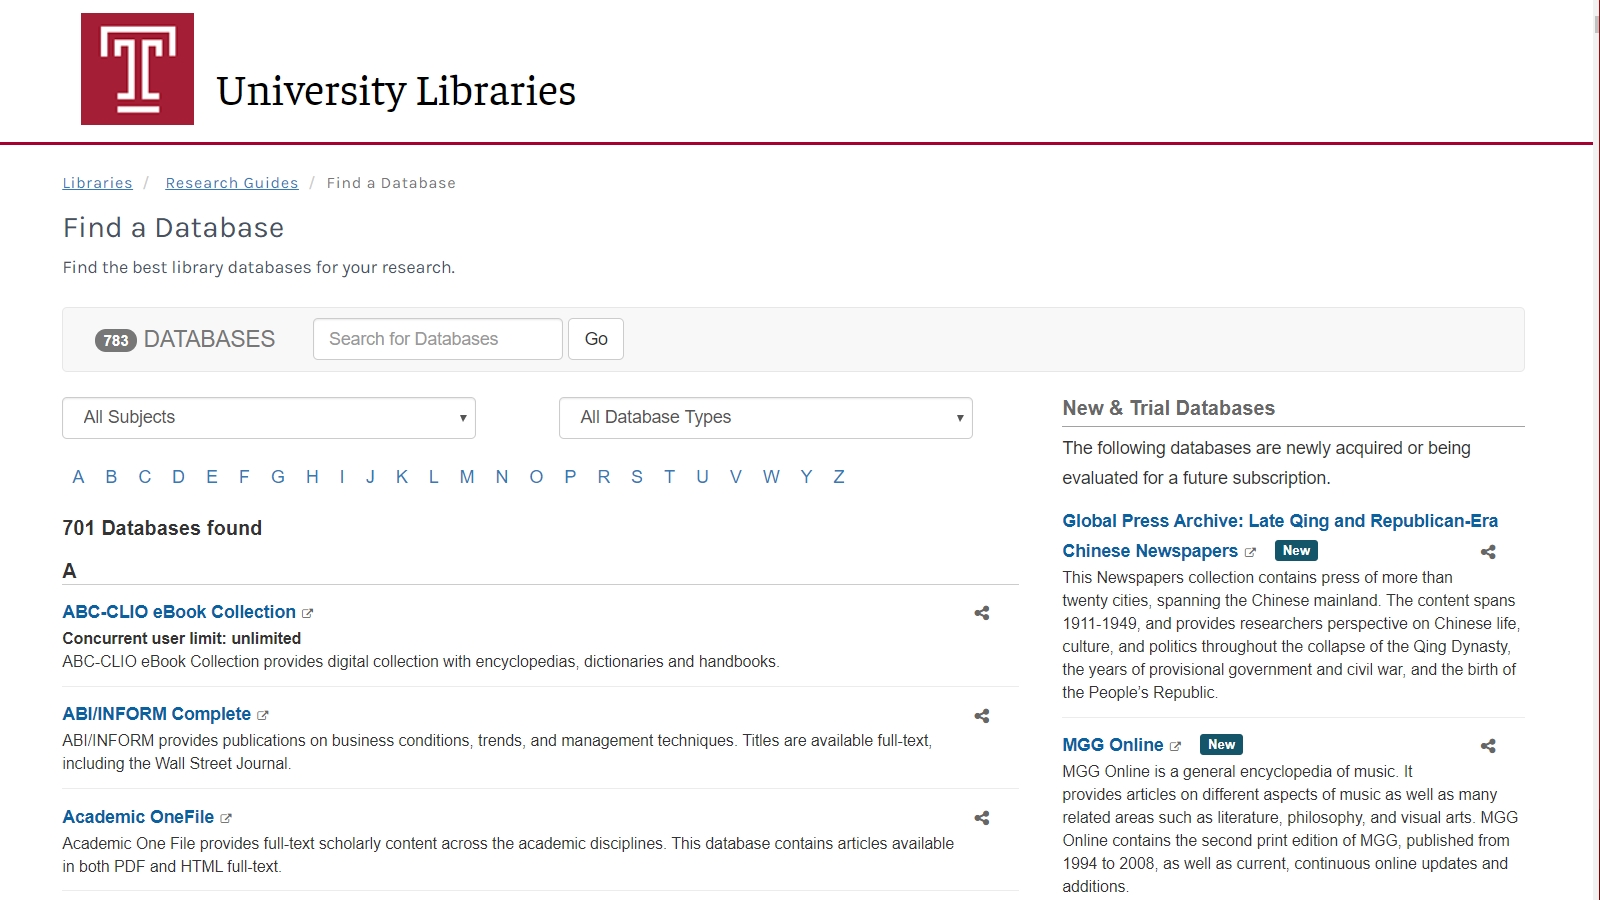 University Libraries
Libraries / Research Guides / Find a Database
Find a Database
Find the best library databases for your research.
783 DATABASES Search for Databases Go
All Subjects All Database Types
A B C D E F G H I J K L M N O P R S T U V W Y Z
701 Databases found
A
ABC-CLIO eBook Collection
Concurrent user limit: unlimited
ABC-CLIO eBook Collection provides digital collection with encyclopedias, dictionaries and handbooks.
ABI/INFORM Complete
ABI/INFORM provides publications on business conditions, trends, and management techniques. Titles are available full-text,
including the Wall Street Journal.
Academic OneFile
Academic One File provides full-text scholarly content across the academic disciplines. This database contains articles available
in both PDF and HTML full-text.
New & Trial Databases
The following databases are newly acquired or being
evaluated for a future subscription.
Global Press Archive: Late Qing and Republican-Era
Chinese Newspapers New
This Newspapers collection contains press of more than
twenty cities, spanning the Chinese mainland. The content spans
1911-1949, and provides researchers perspective on Chinese life,
culture, and politics throughout the collapse of the Qing Dynasty,
the years of provisional government and civil war, and the birth of
the People’s Republic.
MGG Online New
MGG Online is a general encyclopedia of music. It
provides articles on different aspects of music as well as many
related areas such as literature, philosophy, and visual arts. MGG
Online contains the second print edition of MGG, published from
1994 to 2008, as well as current, continuous online updates and
additions.